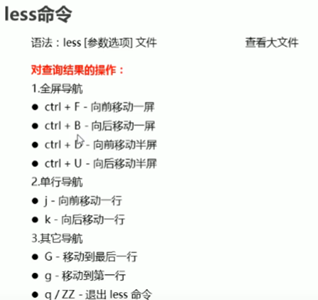 less命令
语法：less [参数选项] 文件 查看大文件
对查询结果的操作：
1.全屏导航
● ctrl + F - 向前移动一屏
● ctrl + B - 向后移动一屏
● ctrl + D - 向前移动半屏
● ctrl + U - 向后移动半屏
2.单行导航
● j - 向前移动一行
● k - 向后移动一行
3.其它导航
● G - 移动到最后一行
● g - 移动到第一行
● q / ZZ - 退出 less 命令